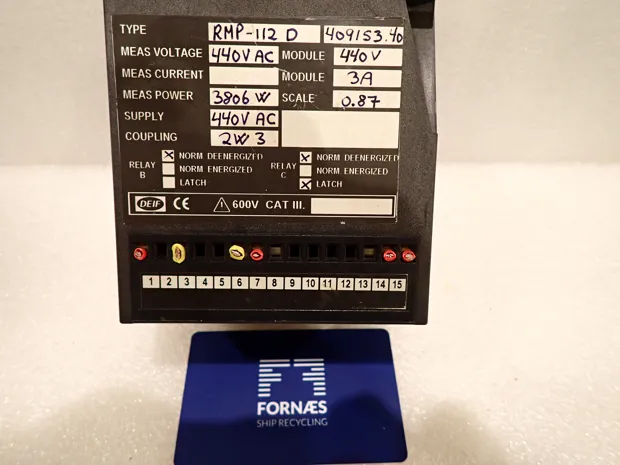 TYPE RMP-112 D 409153.40
MEAS VOLTAGE 440V AC MODULE 440V
MEAS CURRENT MODULE 3A
MEAS POWER 3806 W SCALE 0.87
SUPPLY 440V AC
COUPLING 2W3
RELAY B X NORM DEENERGIZED RELAY C X NORM DEENERGIZED
NORM ENERGIZED NORM ENERGIZED
LATCH X LATCH
DEIF CE 600V CAT III.
1 2 3 4 5 6 7 8 9 10 11 12 13 14 15
FORNÆS
SHIP RECYCLING